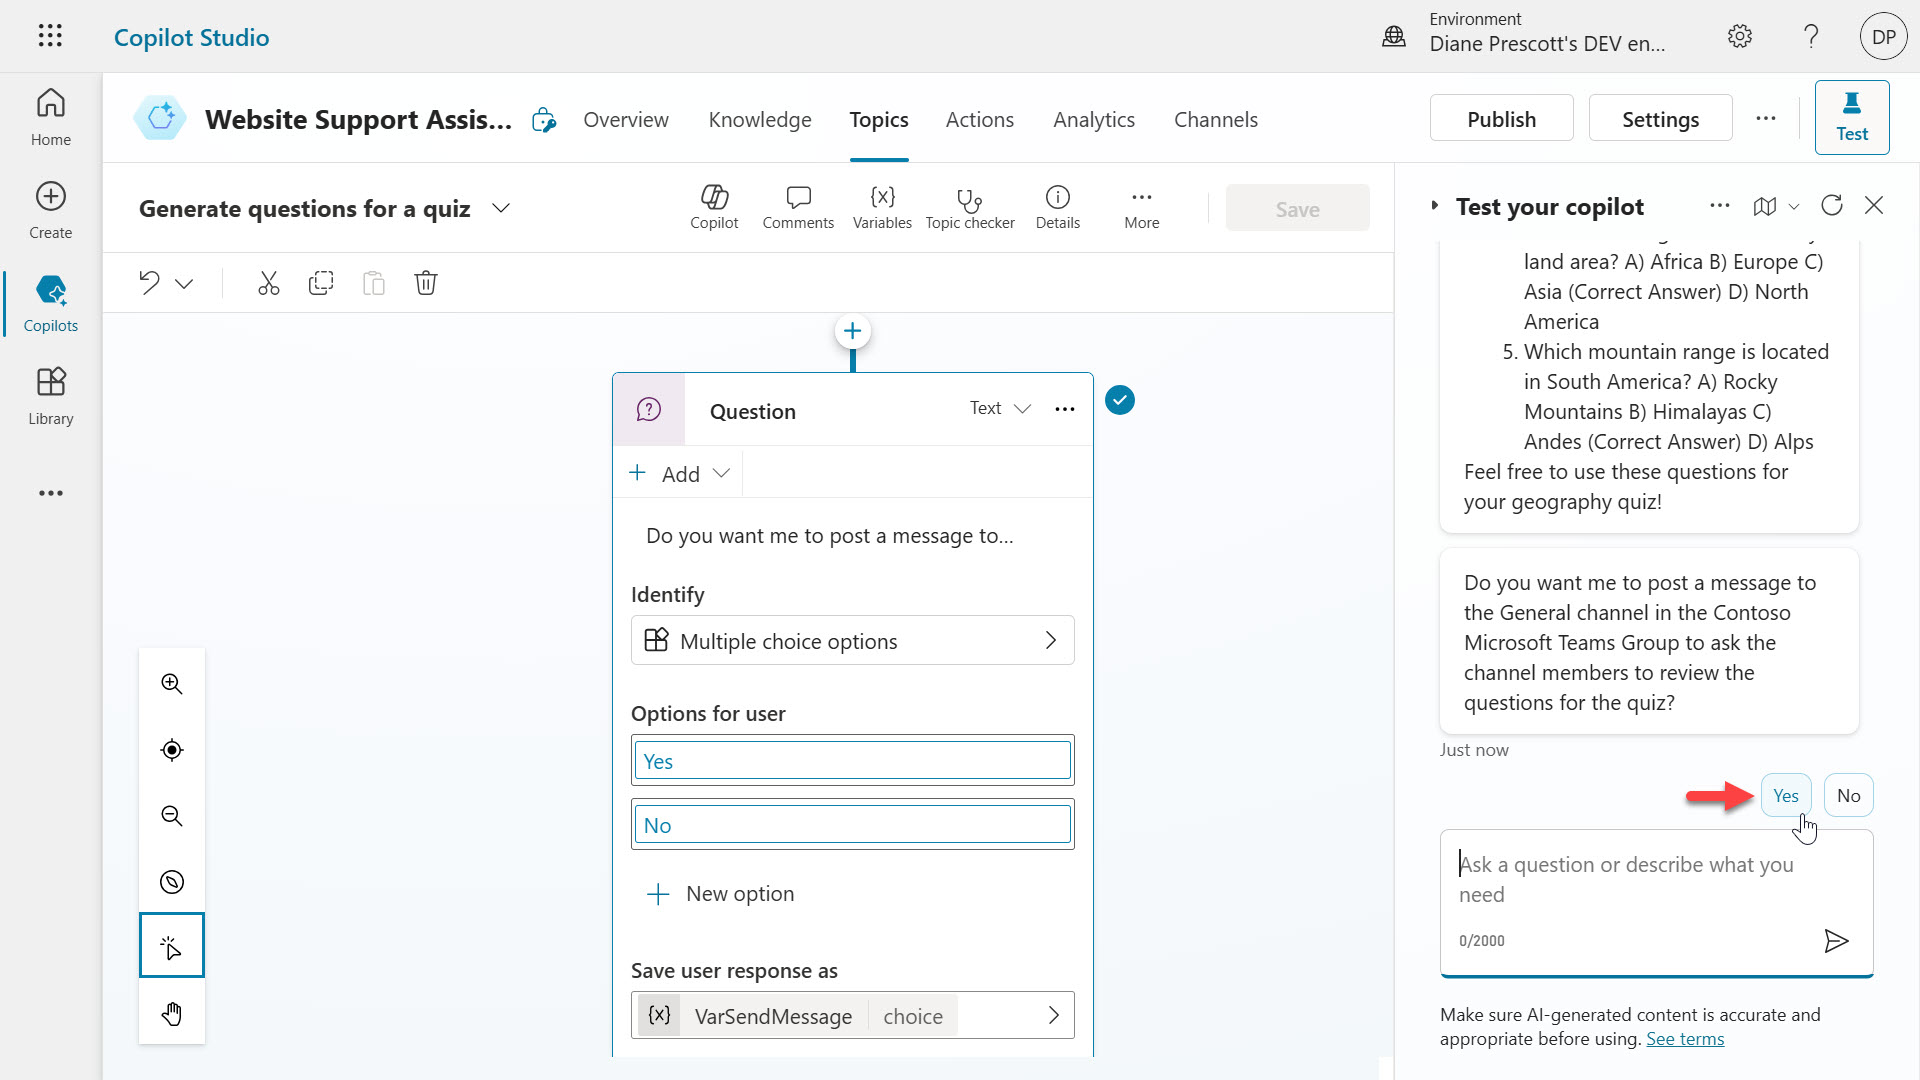 Copilot Studio
Environment
Diane Prescott's DEV en...
DP
Home
Create
Copilots
Library
Website Support Assis...
Overview
Knowledge
Topics
Actions
Analytics
Channels
Publish
Settings
Test
Generate questions for a quiz
Copilot
Comments
{x}
Variables
Topic checker
Details
More
Save
Question
Text
Add
Do you want me to post a message to...
Identify
Multiple choice options
Options for user
Yes
No
New option
Save user response as
{x} VarSendMessage choice
Test your copilot
land area? A) Africa B) Europe C)
Asia (Correct Answer) D) North
America
5. Which mountain range is located
in South America? A) Rocky
Mountains B) Himalayas C)
Andes (Correct Answer) D) Alps
Feel free to use these questions for
your geography quiz!
Do you want me to post a message to
the General channel in the Contoso
Microsoft Teams Group to ask the
channel members to review the
questions for the quiz?
Just now
Yes
No
Ask a question or describe what you
need
0/2000
Make sure AI-generated content is accurate and
appropriate before using. See terms